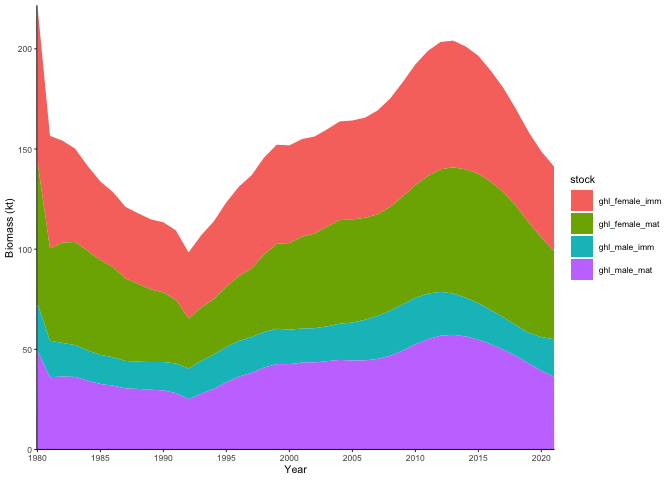 200
150
100
50
0
Biomass (kt)
1980 1985 1990 1995 2000 2005 2010 2015 2020
Year
stock
ghl_female_imm
ghl_female_mat
ghl_male_imm
ghl_male_mat